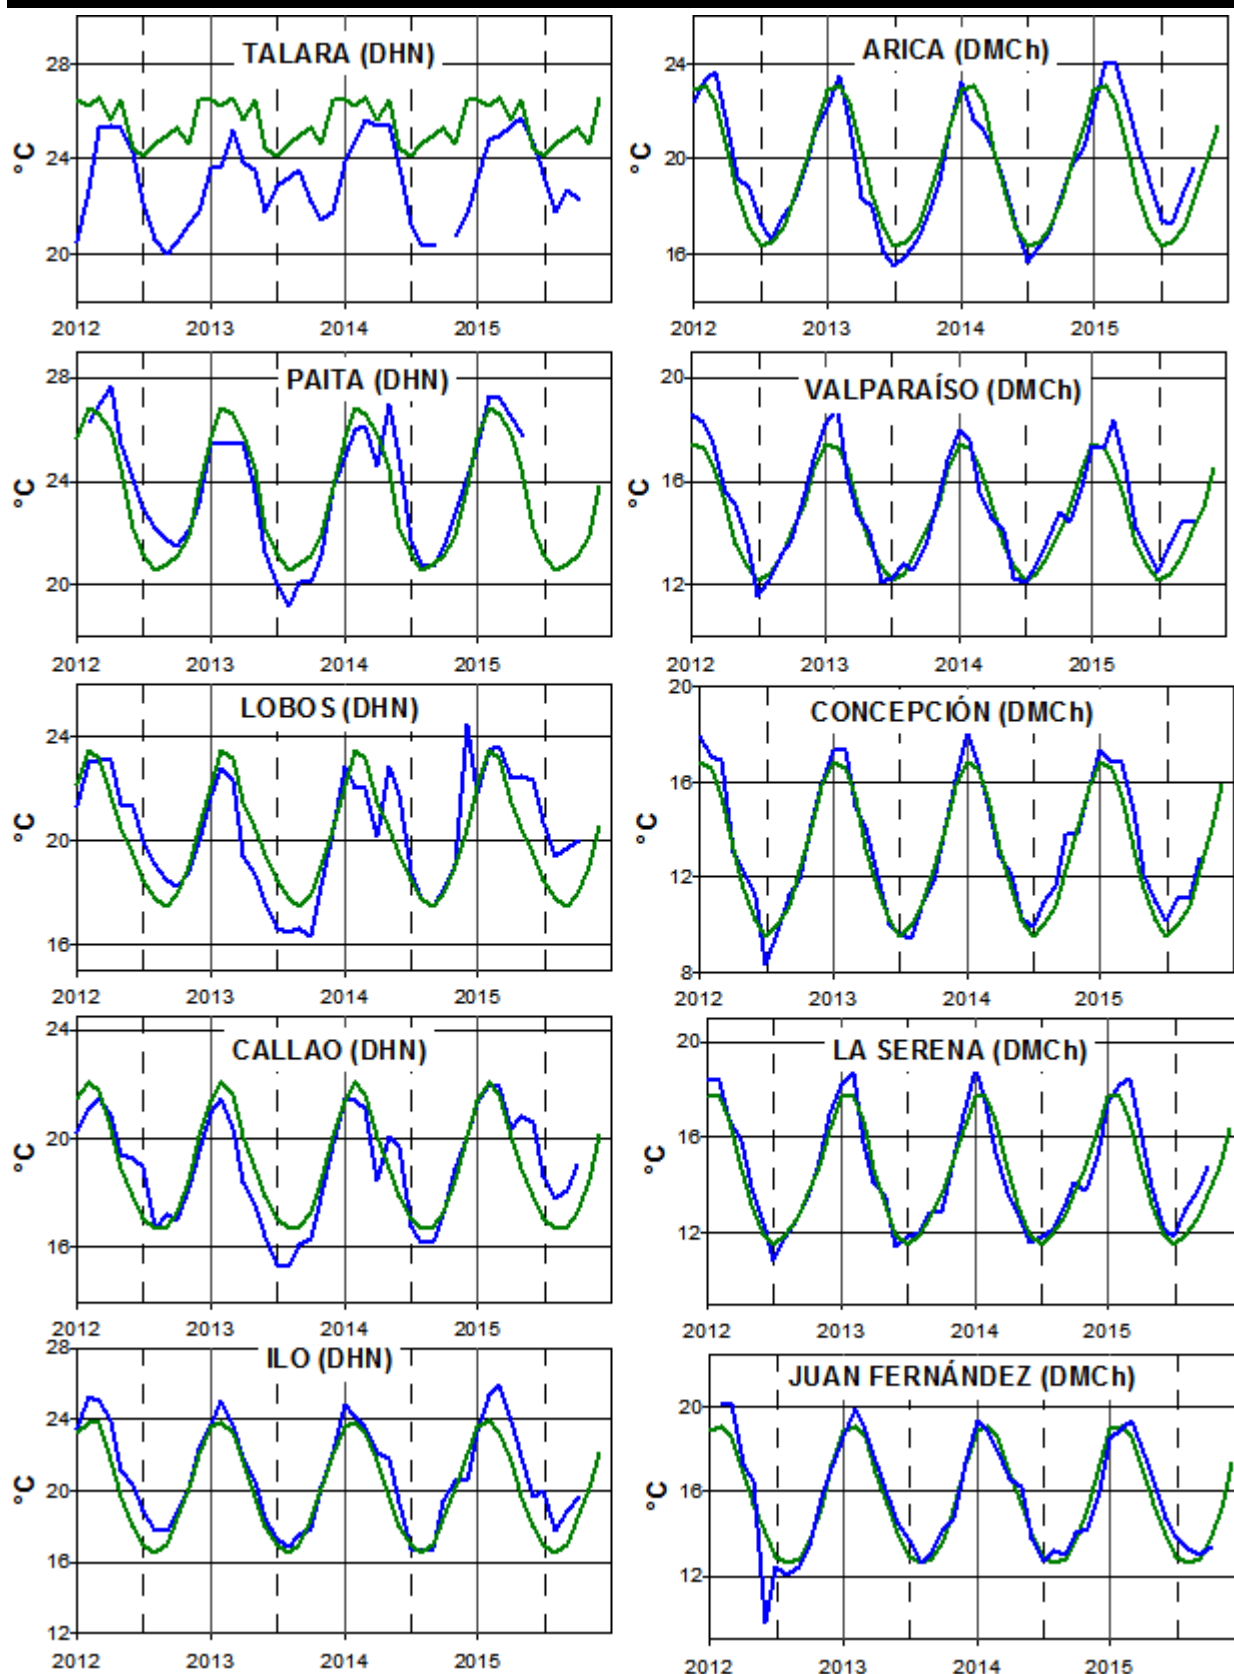 TALARA (DHN)
28
24
20
°C
2012 2013 2014 2015
ARICA (DMCh)
24
20
16
°C
2012 2013 2014 2015
PAITA (DHN)
28
24
20
°C
2012 2013 2014 2015
VALPARAÍSO (DMCh)
20
16
12
°C
2012 2013 2014 2015
LOBOS (DHN)
24
20
16
°C
2012 2013 2014 2015
CONCEPCIÓN (DMCh)
20
16
12
8
°C
2012 2013 2014 2015
CALLAO (DHN)
24
20
16
°C
2012 2013 2014 2015
LA SERENA (DMCh)
20
16
12
°C
2012 2013 2014 2015
ILO (DHN)
28
24
20
16
12
°C
2012 2013 2014 2015
JUAN FERNÁNDEZ (DMCh)
20
16
12
°C
2012 2013 2014 2015